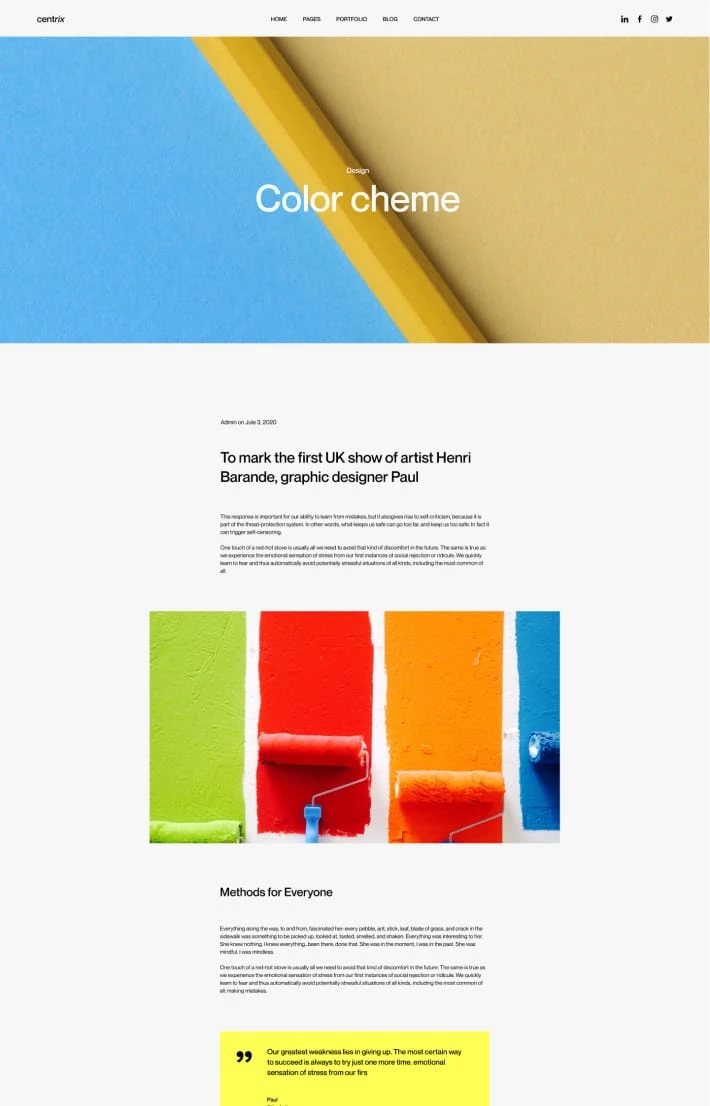 centrix
HOME PAGES PORTFOLIO BLOG CONTACT
Design
Color cheme
Admin on Jule 3, 2020
To mark the first UK show of artist Henri
Barande, graphic designer Paul
This response is important for our ability to learn from mistakes, but it alsogives rise to self-criticism, because it is
part of the threat-protection system. In other words, what keeps us safe can go too far, and keep us too safe. In fact it
can trigger self-censoring.
One touch of a red-hot stove is usually all we need to avoid that kind of discomfort in the future. The same is true as
we experience the emotional sensation of stress from our first instances of social rejection or ridicule. We quickly
learn to fear and thus automatically avoid potentially stressful situations of all kinds, including the most common of
all:
Methods for Everyone
Everything along the way, to and from, fascinated her: every pebble, ant, stick, leaf, blade of grass, and crack in the
sidewalk was something to be picked up, looked at, tasted, smelled, and shaken. Everything was interesting to her.
She knew nothing. I knew everything...been there, done that. She was in the moment, I was in the past. She was
mindful. I was mindless.
One touch of a red-hot stove is usually all we need to avoid that kind of discomfort in the future. The same is true as
we experience the emotional sensation of stress from our first instances of social rejection or ridicule. We quickly
learn to fear and thus automatically avoid potentially stressful situations of all kinds, including the most common of
all: making mistakes.
Our greatest weakness lies in giving up. The most certain way
to succeed is always to try just one more time. emotional
sensation of stress from our firs
Paul